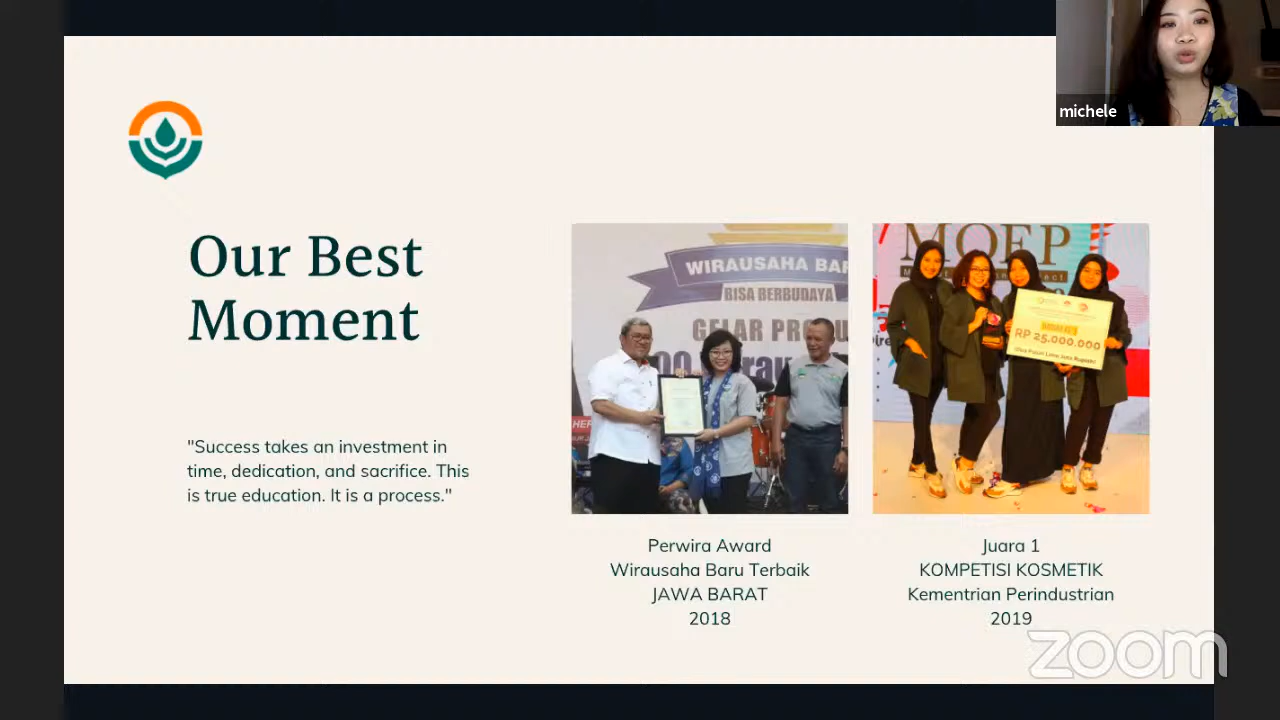 michele
Our Best
Moment
"Success takes an investment in
time, dedication, and sacrifice. This
is true education. It is a process."
WIRAUSAHA BAR
BISA BERBUDAYA
GELAR PRODU
MOEP
RP 25.000.000
Perwira Award
Wirausaha Baru Terbaik
JAWA BARAT
2018
Juara 1
KOMPETISI KOSMETIK
Kementrian Perindustrian
2019
zoom